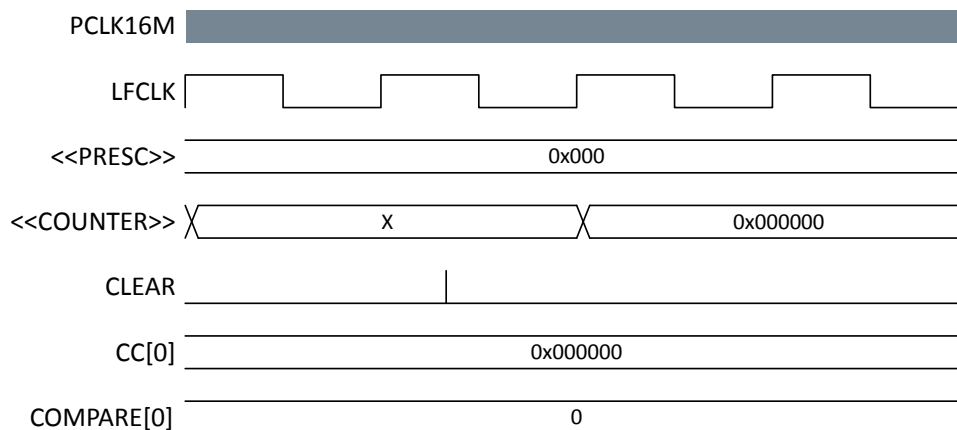 PCLK16M
LFCLK
<<PRESC>> 0x000
<<COUNTER>> X 0x000000
CLEAR
CC[0] 0x000000
COMPARE[0] 0